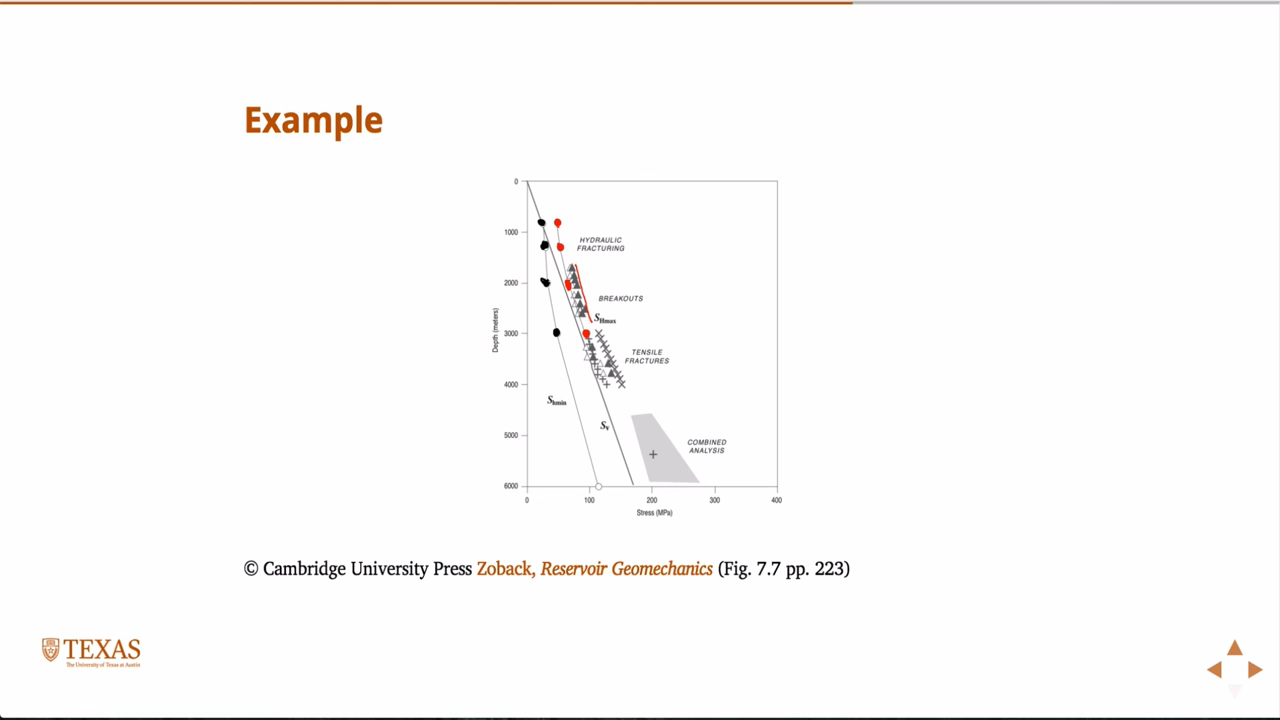 Example
0
1000
2000
3000
4000
5000
6000
Depth (meters)
HYDRAULIC
FRACTURING
BREAKOUTS
SHmax
TENSILE
FRACTURES
Shmin
Sv
COMBINED
ANALYSIS
0 100 200 300 400
Stress (MPa)
© Cambridge University Press Zoback, Reservoir Geomechanics (Fig. 7.7 pp. 223)
TEXAS
The University of Texas at Austin